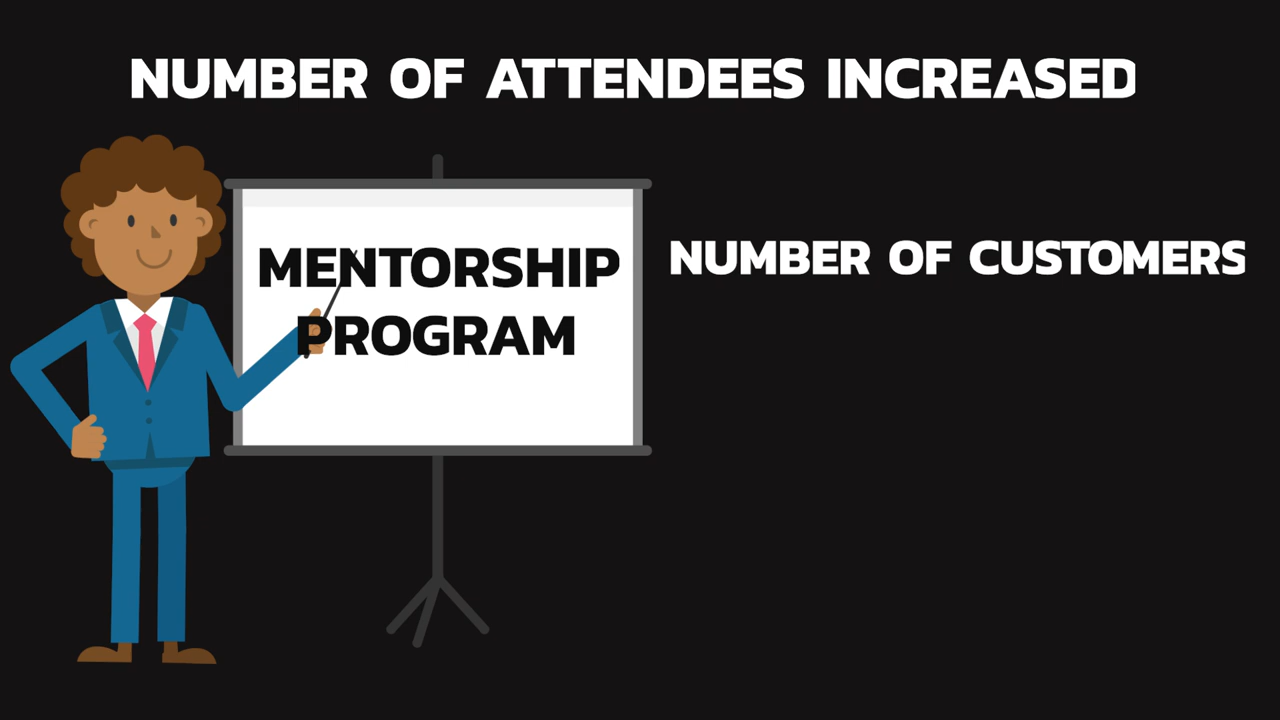 NUMBER OF ATTENDEES INCREASED
MENTORSHIP
PROGRAM
NUMBER OF CUSTOMERS